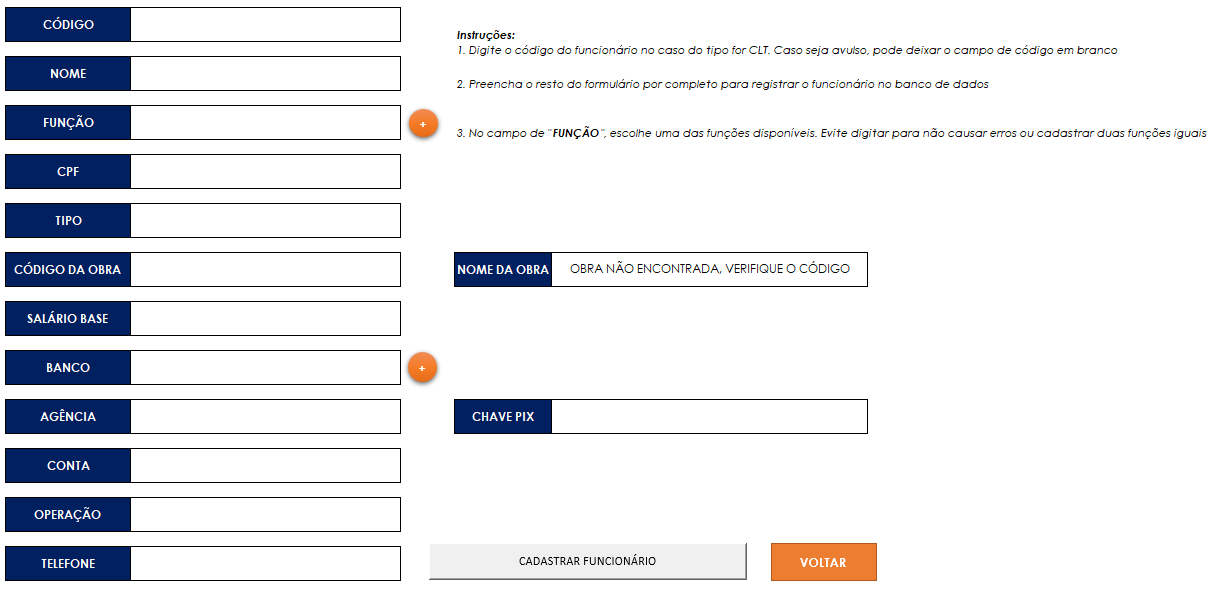 CÓDIGO
Instruções:
1. Digite o código do funcionário no caso do tipo for CLT. Caso seja avulso, pode deixar o campo de código em branco
NOME
2. Preencha o resto do formulário por completo para registrar o funcionário no banco de dados
FUNÇÃO
+
3. No campo de "FUNÇÃO", escolhe uma das funções disponíveis. Evite digitar para não causar erros ou cadastrar duas funções iguais
CPF
TIPO
CÓDIGO DA OBRA
NOME DA OBRA
OBRA NÃO ENCONTRADA, VERIFIQUE O CÓDIGO
SALÁRIO BASE
BANCO
+
AGÊNCIA
CHAVE PIX
CONTA
OPERAÇÃO
TELEFONE
CADASTRAR FUNCIONÁRIO
VOLTAR